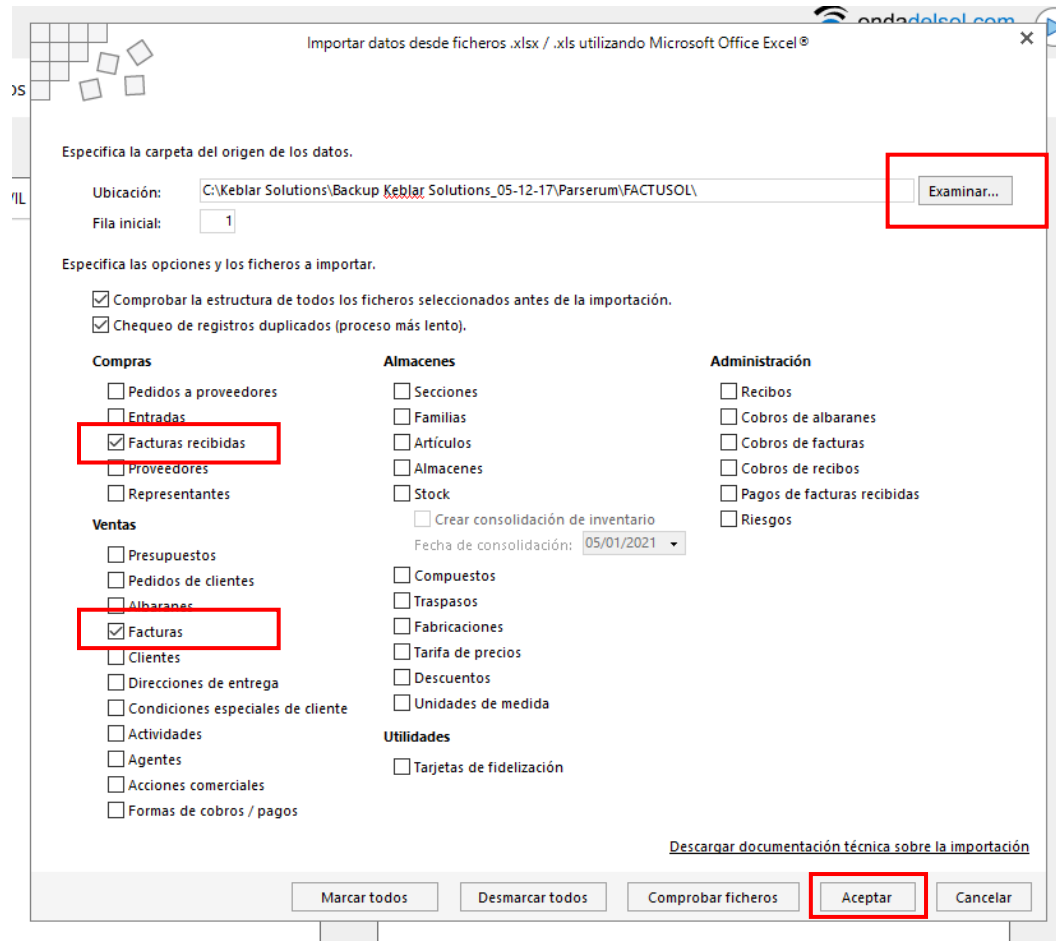 ondadelsol.com
Importar datos desde ficheros .xlsx / .xls utilizando Microsoft Office Excel®
os
Especifica la carpeta del origen de los datos.
Ubicación: C:\Keblar Solutions\Backup Keblar Solutions_05-12-17\Parserum\FACTUSOL\ Examinar...
Fila inicial: 1
Especifica las opciones y los ficheros a importar.
Comprobar la estructura de todos los ficheros seleccionados antes de la importación.
Chequeo de registros duplicados (proceso más lento).
Compras
Pedidos a proveedores
Entradas
Facturas recibidas
Proveedores
Representantes
Ventas
Presupuestos
Pedidos de clientes
Albaranes
Facturas
Clientes
Direcciones de entrega
Condiciones especiales de cliente
Actividades
Agentes
Acciones comerciales
Formas de cobros / pagos
Almacenes
Secciones
Familias
Artículos
Almacenes
Stock
Crear consolidación de inventario
Fecha de consolidación: 05/01/2021
Compuestos
Traspasos
Fabricaciones
Tarifa de precios
Descuentos
Unidades de medida
Utilidades
Tarjetas de fidelización
Administración
Recibos
Cobros de albaranes
Cobros de facturas
Cobros de recibos
Pagos de facturas recibidas
Riesgos
Descargar documentación técnica sobre la importación
Marcar todos Desmarcar todos Comprobar ficheros Aceptar Cancelar